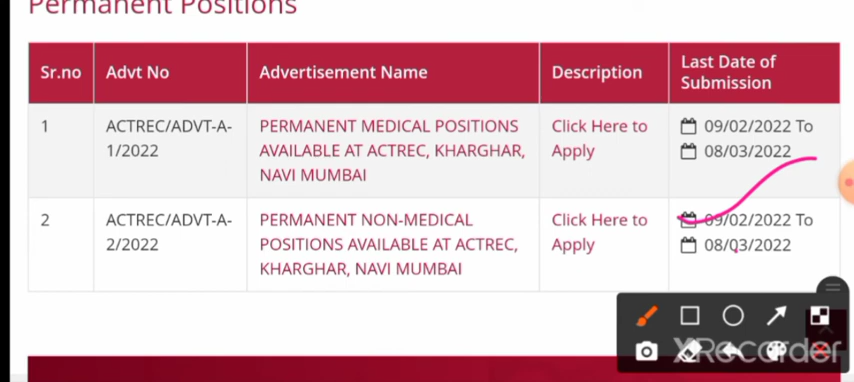 Permanent Positions
Sr.no Advt No Advertisement Name Description Last Date of
Submission
1 ACTREC/ADVT-A- PERMANENT MEDICAL POSITIONS Click Here to 09/02/2022 To
1/2022 AVAILABLE AT ACTREC, KHARGHAR, Apply 08/03/2022
NAVI MUMBAI
2 ACTREC/ADVT-A- PERMANENT NON-MEDICAL Click Here to 09/02/2022 To
2/2022 POSITIONS AVAILABLE AT ACTREC, Apply 08/03/2022
KHARGHAR, NAVI MUMBAI
XRecorder